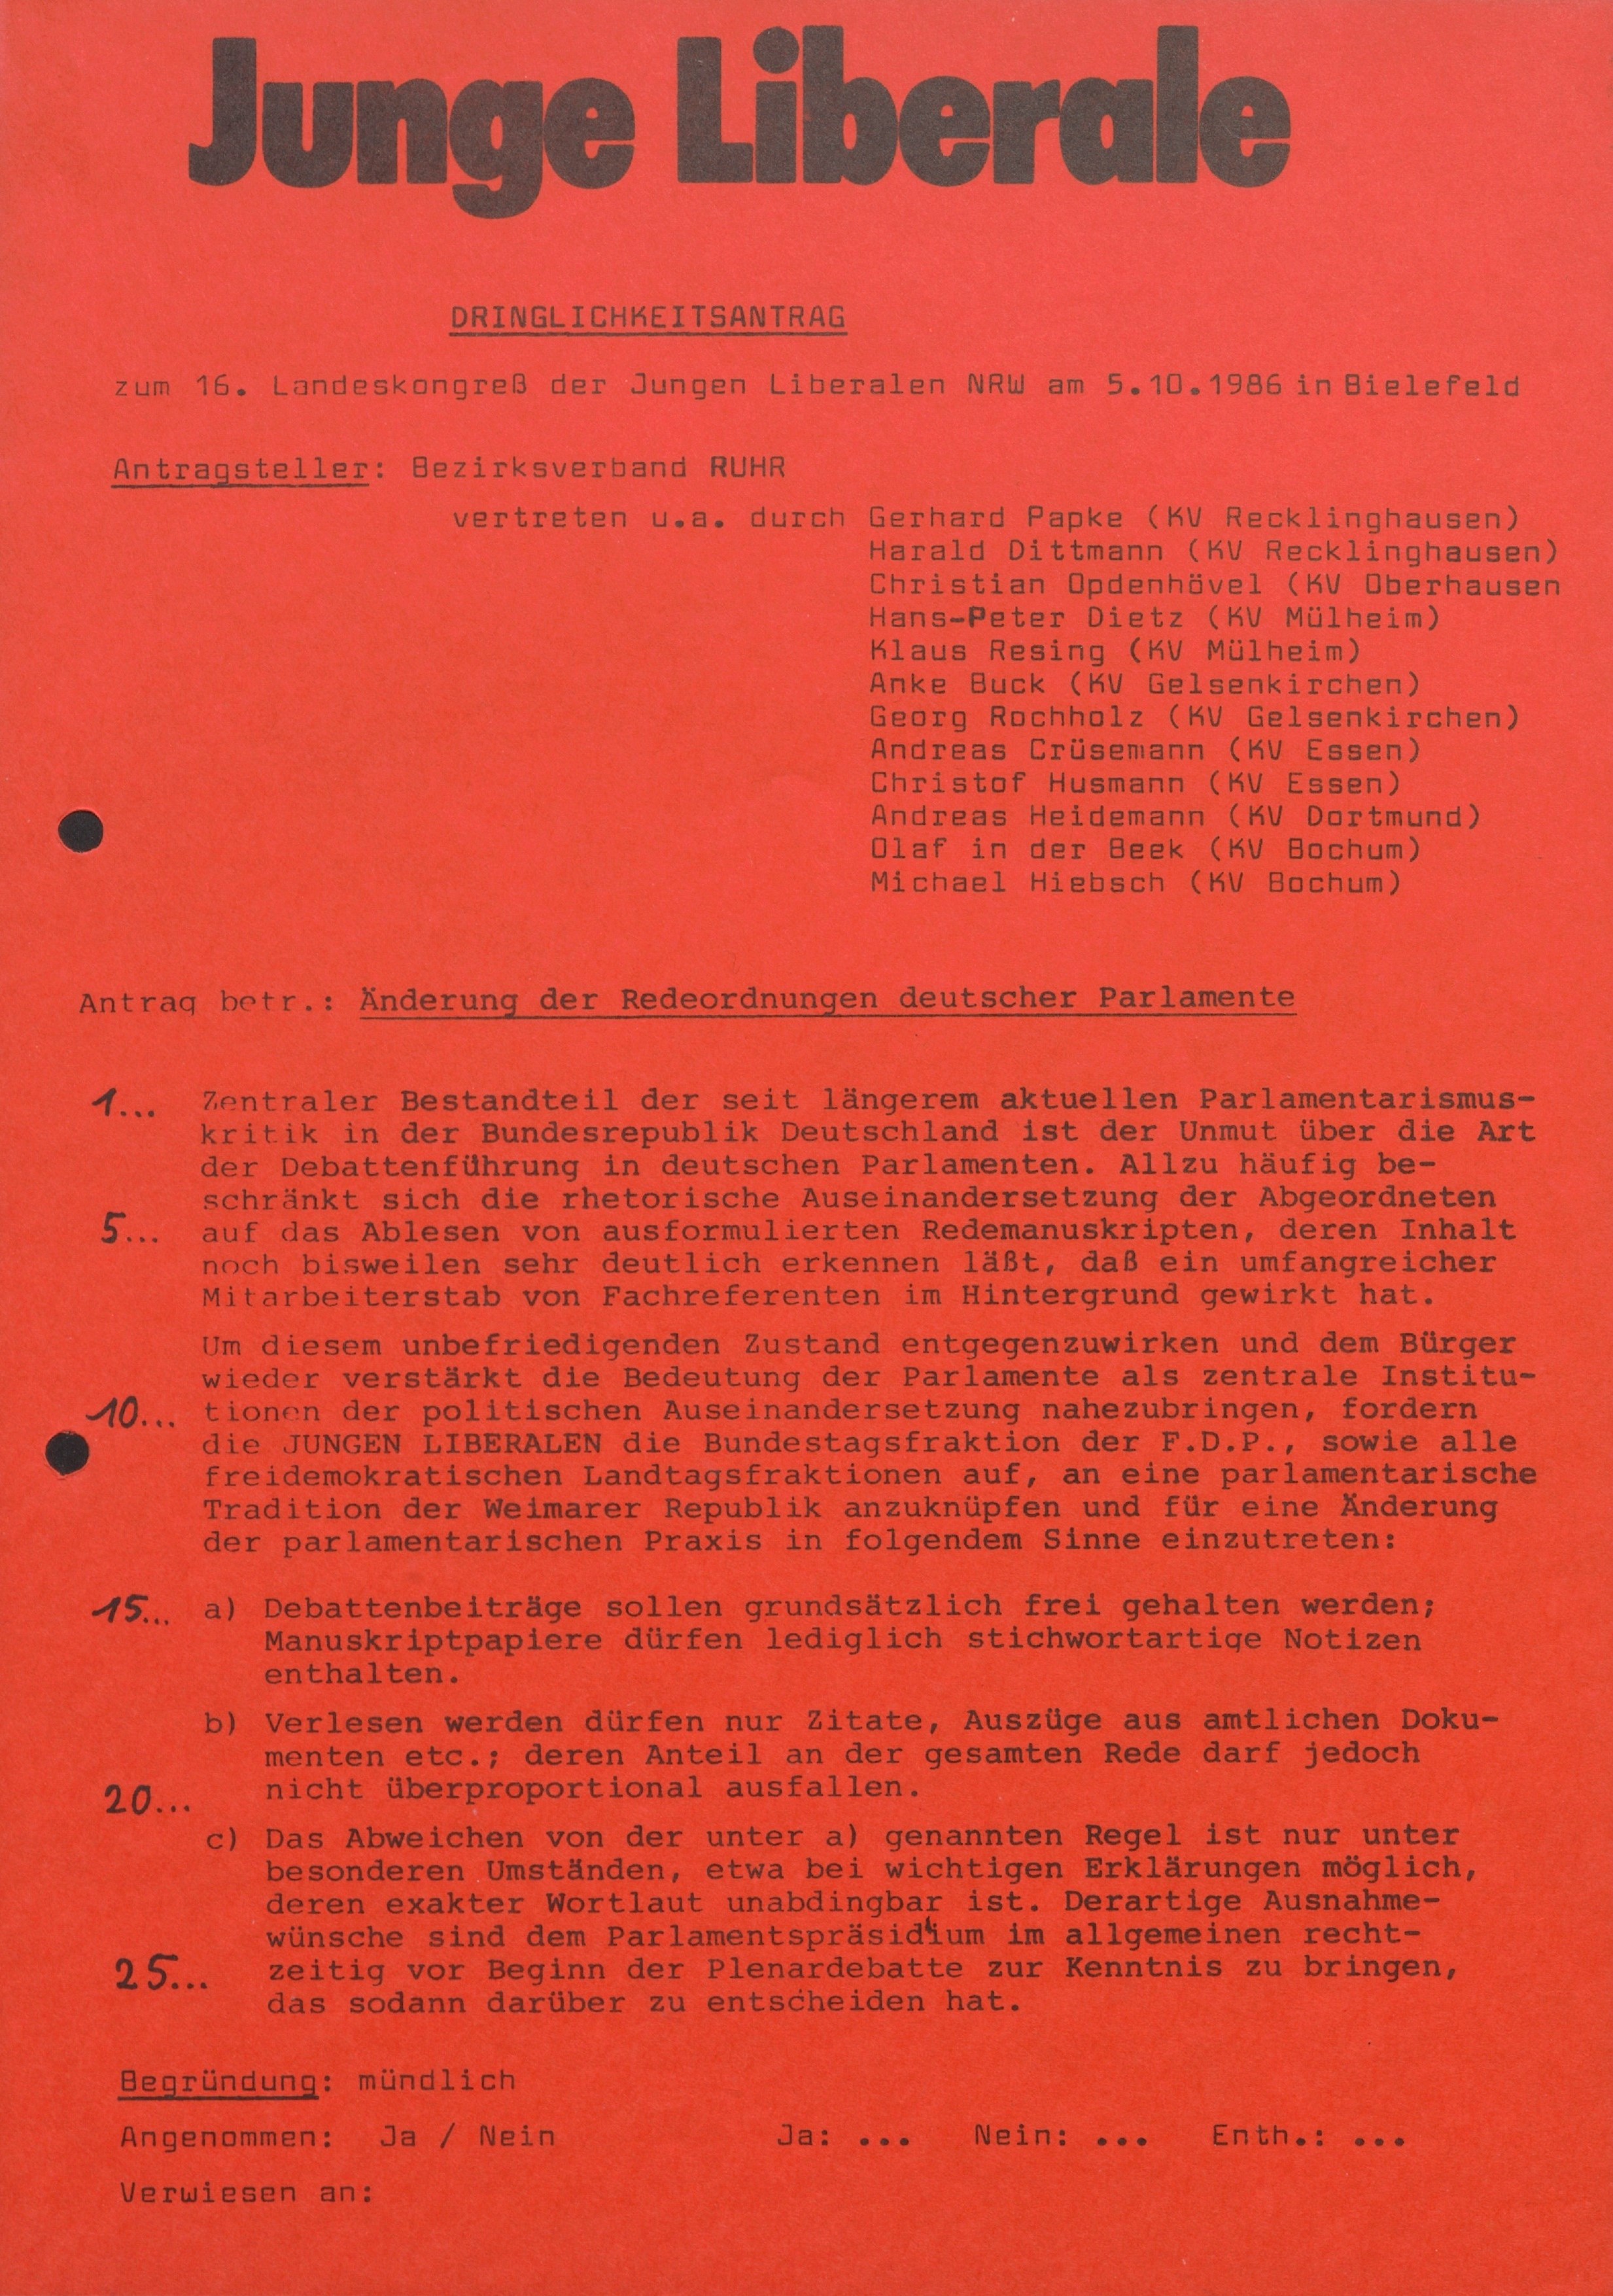 Junge Liberale
DRINGLICHKEITSANTRAG
zum 16. Landeskongreß der Jungen Liberalen NRW am 5.10.1986 in Bielefeld
Antragsteller: Bezirksverband RUHR
vertreten u.a. durch Gerhard Papke (KV Recklinghausen)
Harald Dittmann (KV Recklinghausen)
Christian Opdenhövel (KV Oberhausen
Hans-Peter Dietz (KV Mülheim)
Klaus Resing (KV Mülheim)
Anke Buck (KV Gelsenkirchen)
Georg Rochholz (KV Gelsenkirchen)
Andreas Crüsemann (KV Essen)
Christof Husmann (KV Essen)
Andreas Heidemann (KV Dortmund)
Olaf in der Beek (KV Bochum)
Michael Hiebsch (KV Bochum)
Antrag betr.: Änderung der Redeordnungen deutscher Parlamente
1... Zentraler Bestandteil der seit längerem aktuellen Parlamentarismus-
kritik in der Bundesrepublik Deutschland ist der Unmut über die Art
der Debattenführung in deutschen Parlamenten. Allzu häufig be-
schränkt sich die rhetorische Auseinandersetzung der Abgeordneten
5... auf das Ablesen von ausformulierten Redemanuskripten, deren Inhalt
noch bisweilen sehr deutlich erkennen läßt, daß ein umfangreicher
Mitarbeiterstab von Fachreferenten im Hintergrund gewirkt hat.
Um diesem unbefriedigenden Zustand entgegenzuwirken und dem Bürger
wieder verstärkt die Bedeutung der Parlamente als zentrale Institu-
10... tionen der politischen Auseinandersetzung nahezubringen, fordern
die JUNGEN LIBERALEN die Bundestagsfraktion der F.D.P., sowie alle
freidemokratischen Landtagsfraktionen auf, an eine parlamentarische
Tradition der Weimarer Republik anzuknüpfen und für eine Änderung
der parlamentarischen Praxis in folgendem Sinne einzutreten:
15... a) Debattenbeiträge sollen grundsätzlich frei gehalten werden;
Manuskriptpapiere dürfen lediglich stichwortartige Notizen
enthalten.
b) Verlesen werden dürfen nur Zitate, Auszüge aus amtlichen Doku-
menten etc.; deren Anteil an der gesamten Rede darf jedoch
20... nicht überproportional ausfallen.
c) Das Abweichen von der unter a) genannten Regel ist nur unter
besonderen Umständen, etwa bei wichtigen Erklärungen möglich,
deren exakter Wortlaut unabdingbar ist. Derartige Ausnahme-
wünsche sind dem Parlamentspräsidium im allgemeinen recht-
25... zeitig vor Beginn der Plenardebatte zur Kenntnis zu bringen,
das sodann darüber zu entscheiden hat.
Begründung: mündlich
Angenommen: Ja / Nein Ja: ... Nein: ... Enth.: ...
Verwiesen an: